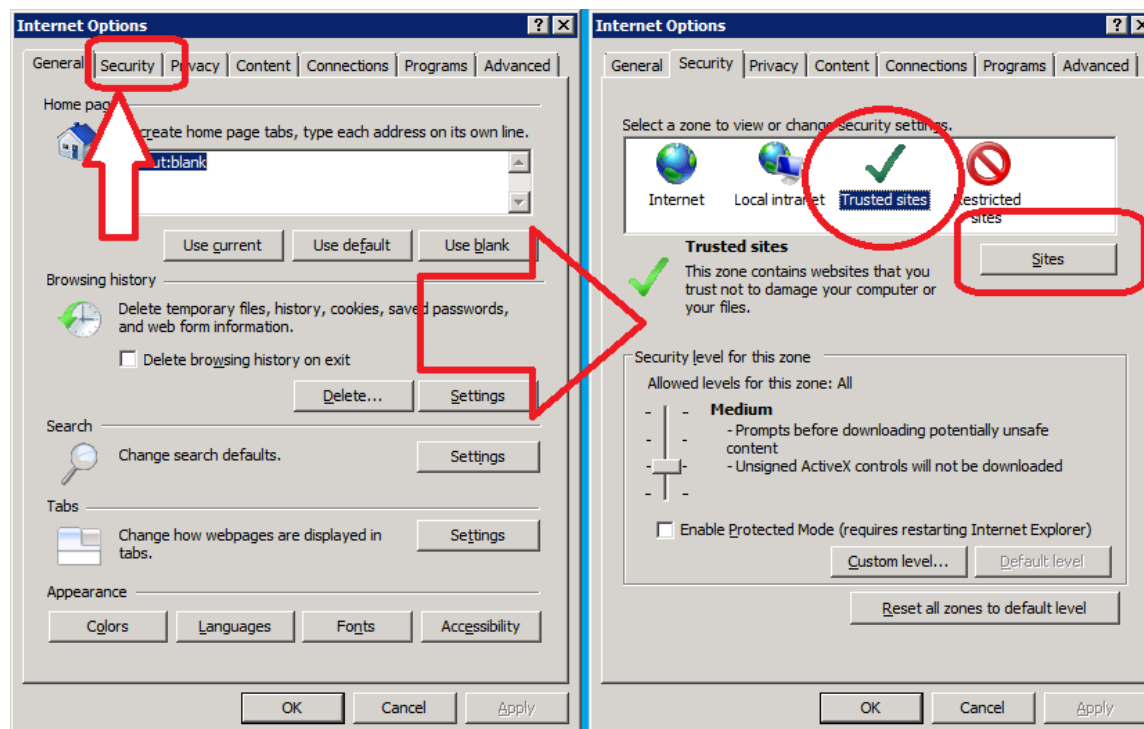 Internet Options
General Security Privacy Content Connections Programs Advanced
Home page
create home page tabs, type each address on its own line.
ut:blank
Use current Use default Use blank
Browsing history
Delete temporary files, history, cookies, saved passwords,
and web form information.
Delete browsing history on exit
Delete... Settings
Search
Change search defaults. Settings
Tabs
Change how webpages are displayed in
tabs.
Settings
Appearance
Colors Languages Fonts Accessibility
OK Cancel Apply
Internet Options
General Security Privacy Content Connections Programs Advanced
Select a zone to view or change security settings.
Internet Local intranet Trusted sites Restricted
sites
Trusted sites
Sites
This zone contains websites that you
trust not to damage your computer or
your files.
Security level for this zone
Allowed levels for this zone: All
Medium
- Prompts before downloading potentially unsafe
content
- Unsigned ActiveX controls will not be downloaded
Enable Protected Mode (requires restarting Internet Explorer)
Custom level... Default level
Reset all zones to default level
OK Cancel Apply